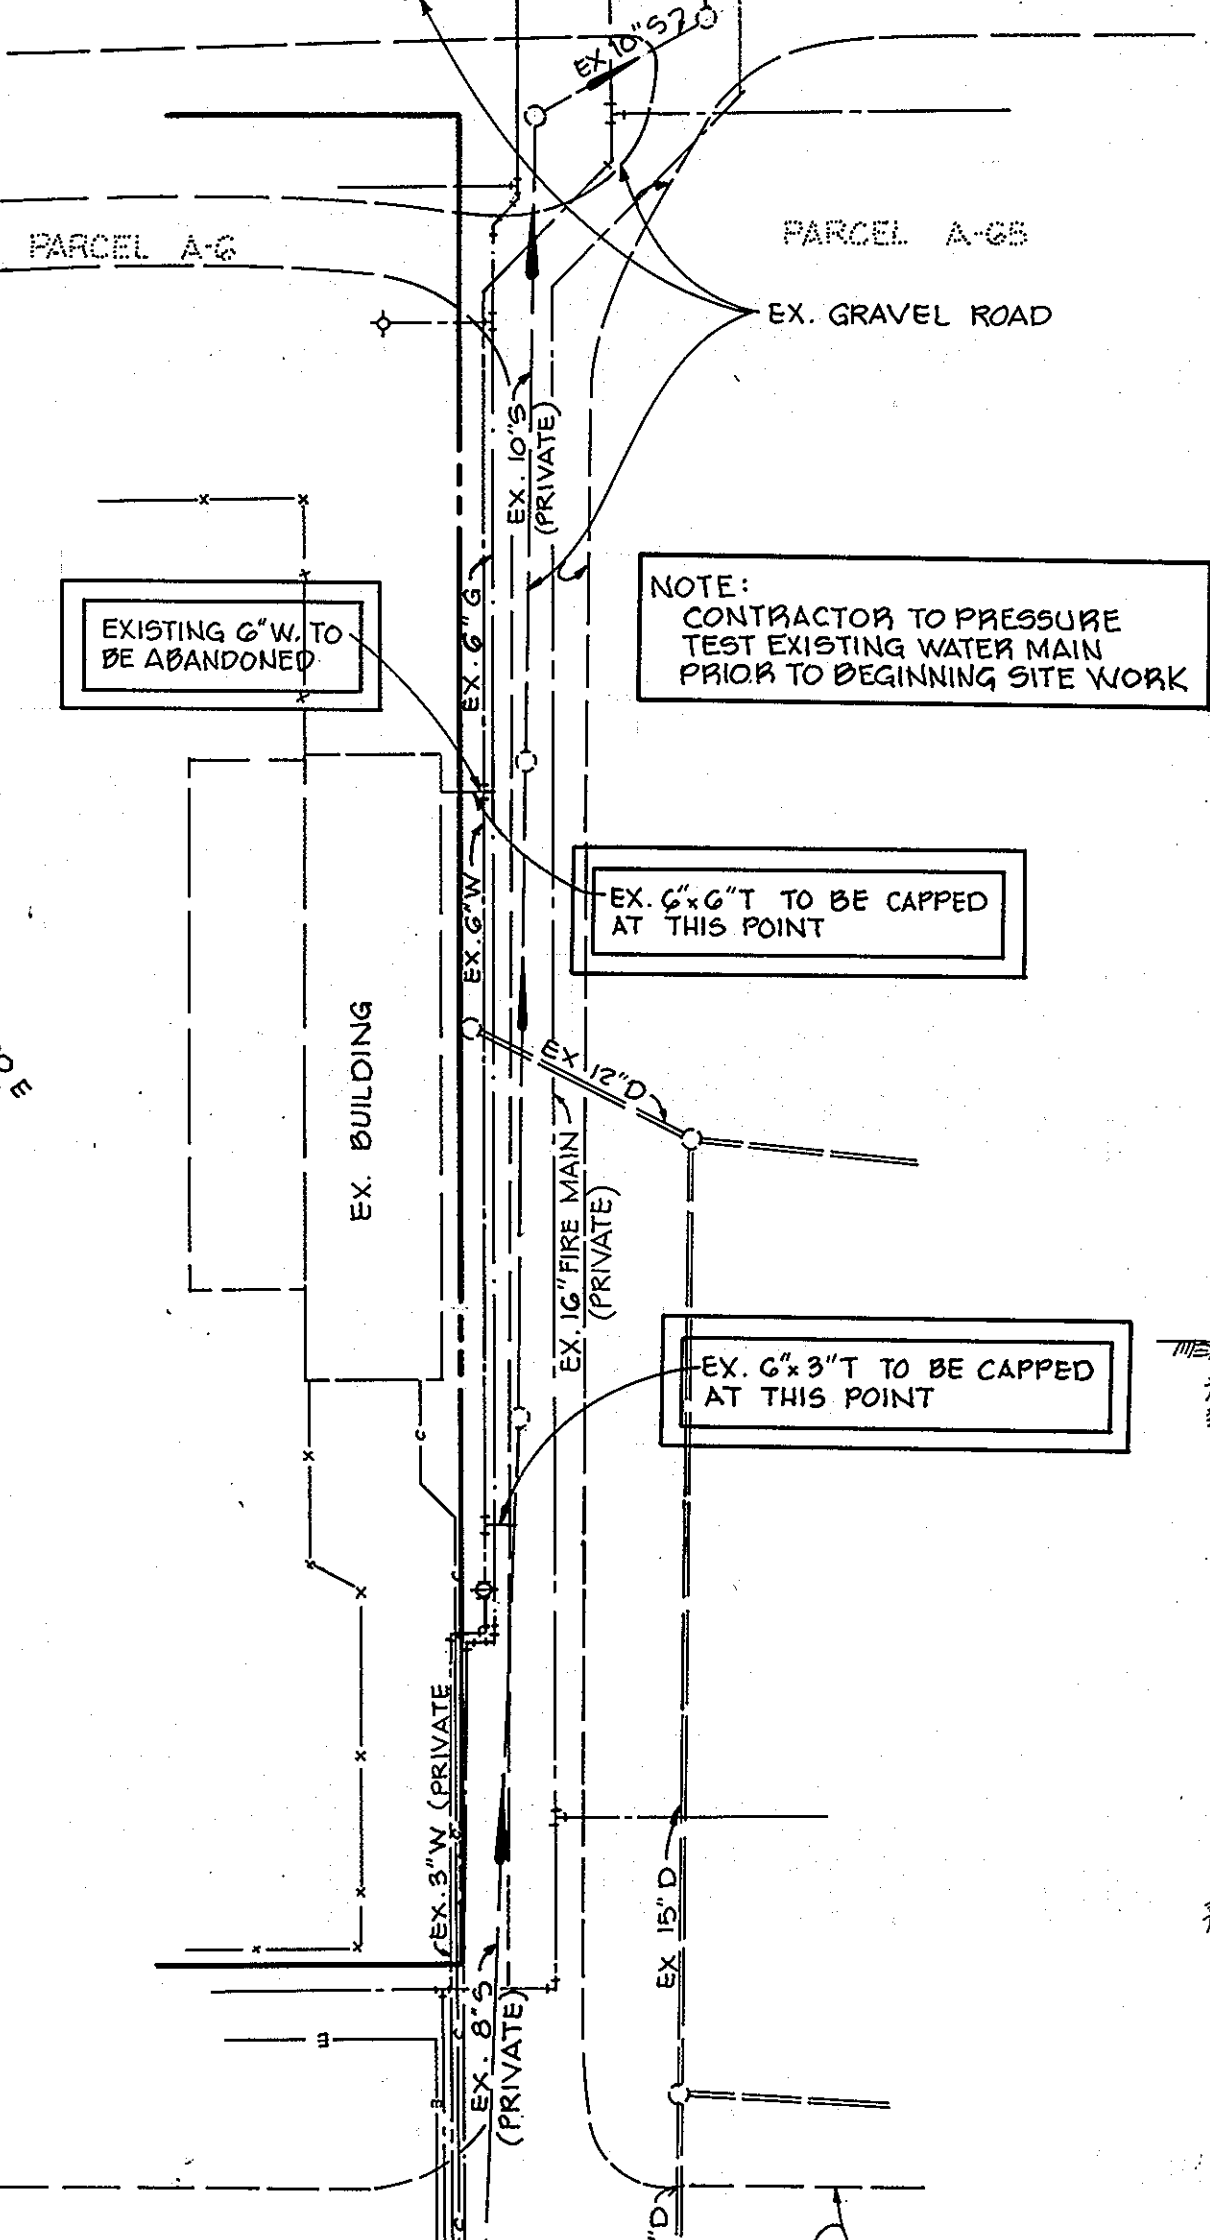 EX 10"S
PARCEL A-6
PARCEL A-6B
EX. GRAVEL ROAD
EX. 10"S
(PRIVATE)
EX. 6" G
NOTE:
CONTRACTOR TO PRESSURE
TEST EXISTING WATER MAIN
PRIOR TO BEGINNING SITE WORK
EXISTING 6"W. TO
BE ABANDONED
EX. 6"W
EX. 6"x6"T TO BE CAPPED
AT THIS POINT
EX. BUILDING
OE
EX 12"D
EX. 16" FIRE MAIN
(PRIVATE)
EX. 6"x3"T TO BE CAPPED
AT THIS POINT
EX. 3"W (PRIVATE
EX 15"D
EX. 8"S
(PRIVATE)
"D